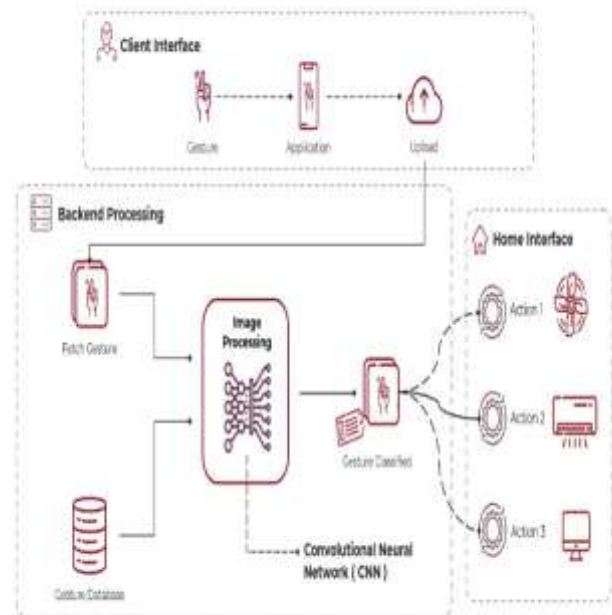 Client Interface
Gesture
Application
Upload
Backend Processing
Home Interface
Fetch Gesture
Image
Processing
Action 1
Action 2
Gesture Classified
Action 3
Convolutional Neural
Network ( CNN )
Gesture Database